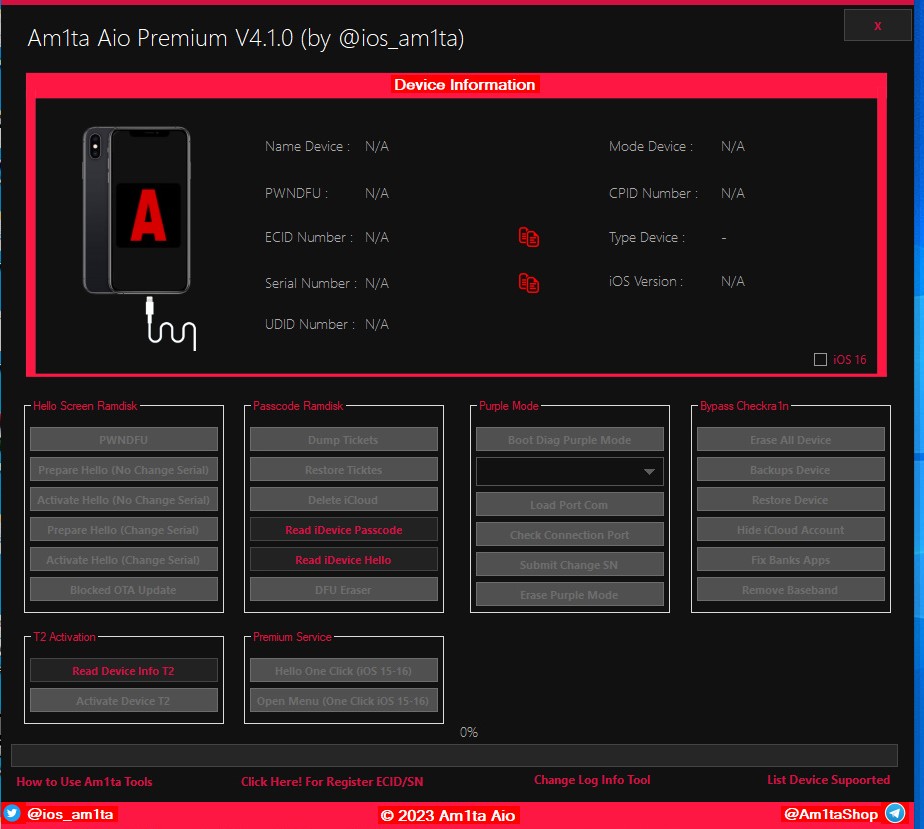 Am1ta Aio Premium V4.1.0 (by @ios_am1ta)
x
Device Information
Name Device : N/A
Mode Device : N/A
PWNDFU : N/A
CPID Number : N/A
ECID Number : N/A
Type Device : -
Serial Number : N/A
iOS Version : N/A
UDID Number : N/A
A
iOS 16
Hello Screen Ramdisk
PWNDFU
Prepare Hello (No Change Serial)
Activate Hello (No Change Serial)
Prepare Hello (Change Serial)
Activate Hello (Change Serial)
Blocked OTA Update
Passcode Ramdisk
Dump Tickets
Restore Ticktes
Delete iCloud
Read iDevice Passcode
Read iDevice Hello
DFU Eraser
Purple Mode
Boot Diag Purple Mode
Load Port Com
Check Connection Port
Submit Change SN
Erase Purple Mode
Bypass Checkra1n
Erase All Device
Backups Device
Restore Device
Hide iCloud Account
Fix Banks Apps
Remove Baseband
T2 Activation
Read Device Info T2
Activate Device T2
Premium Service
Hello One Click (iOS 15-16)
Open Menu (One Click iOS 15-16)
0%
How to Use Am1ta Tools
Click Here! For Register ECID/SN
Change Log Info Tool
List Device Supoorted
@ios_am1ta
© 2023 Am1ta Aio
@Am1taShop